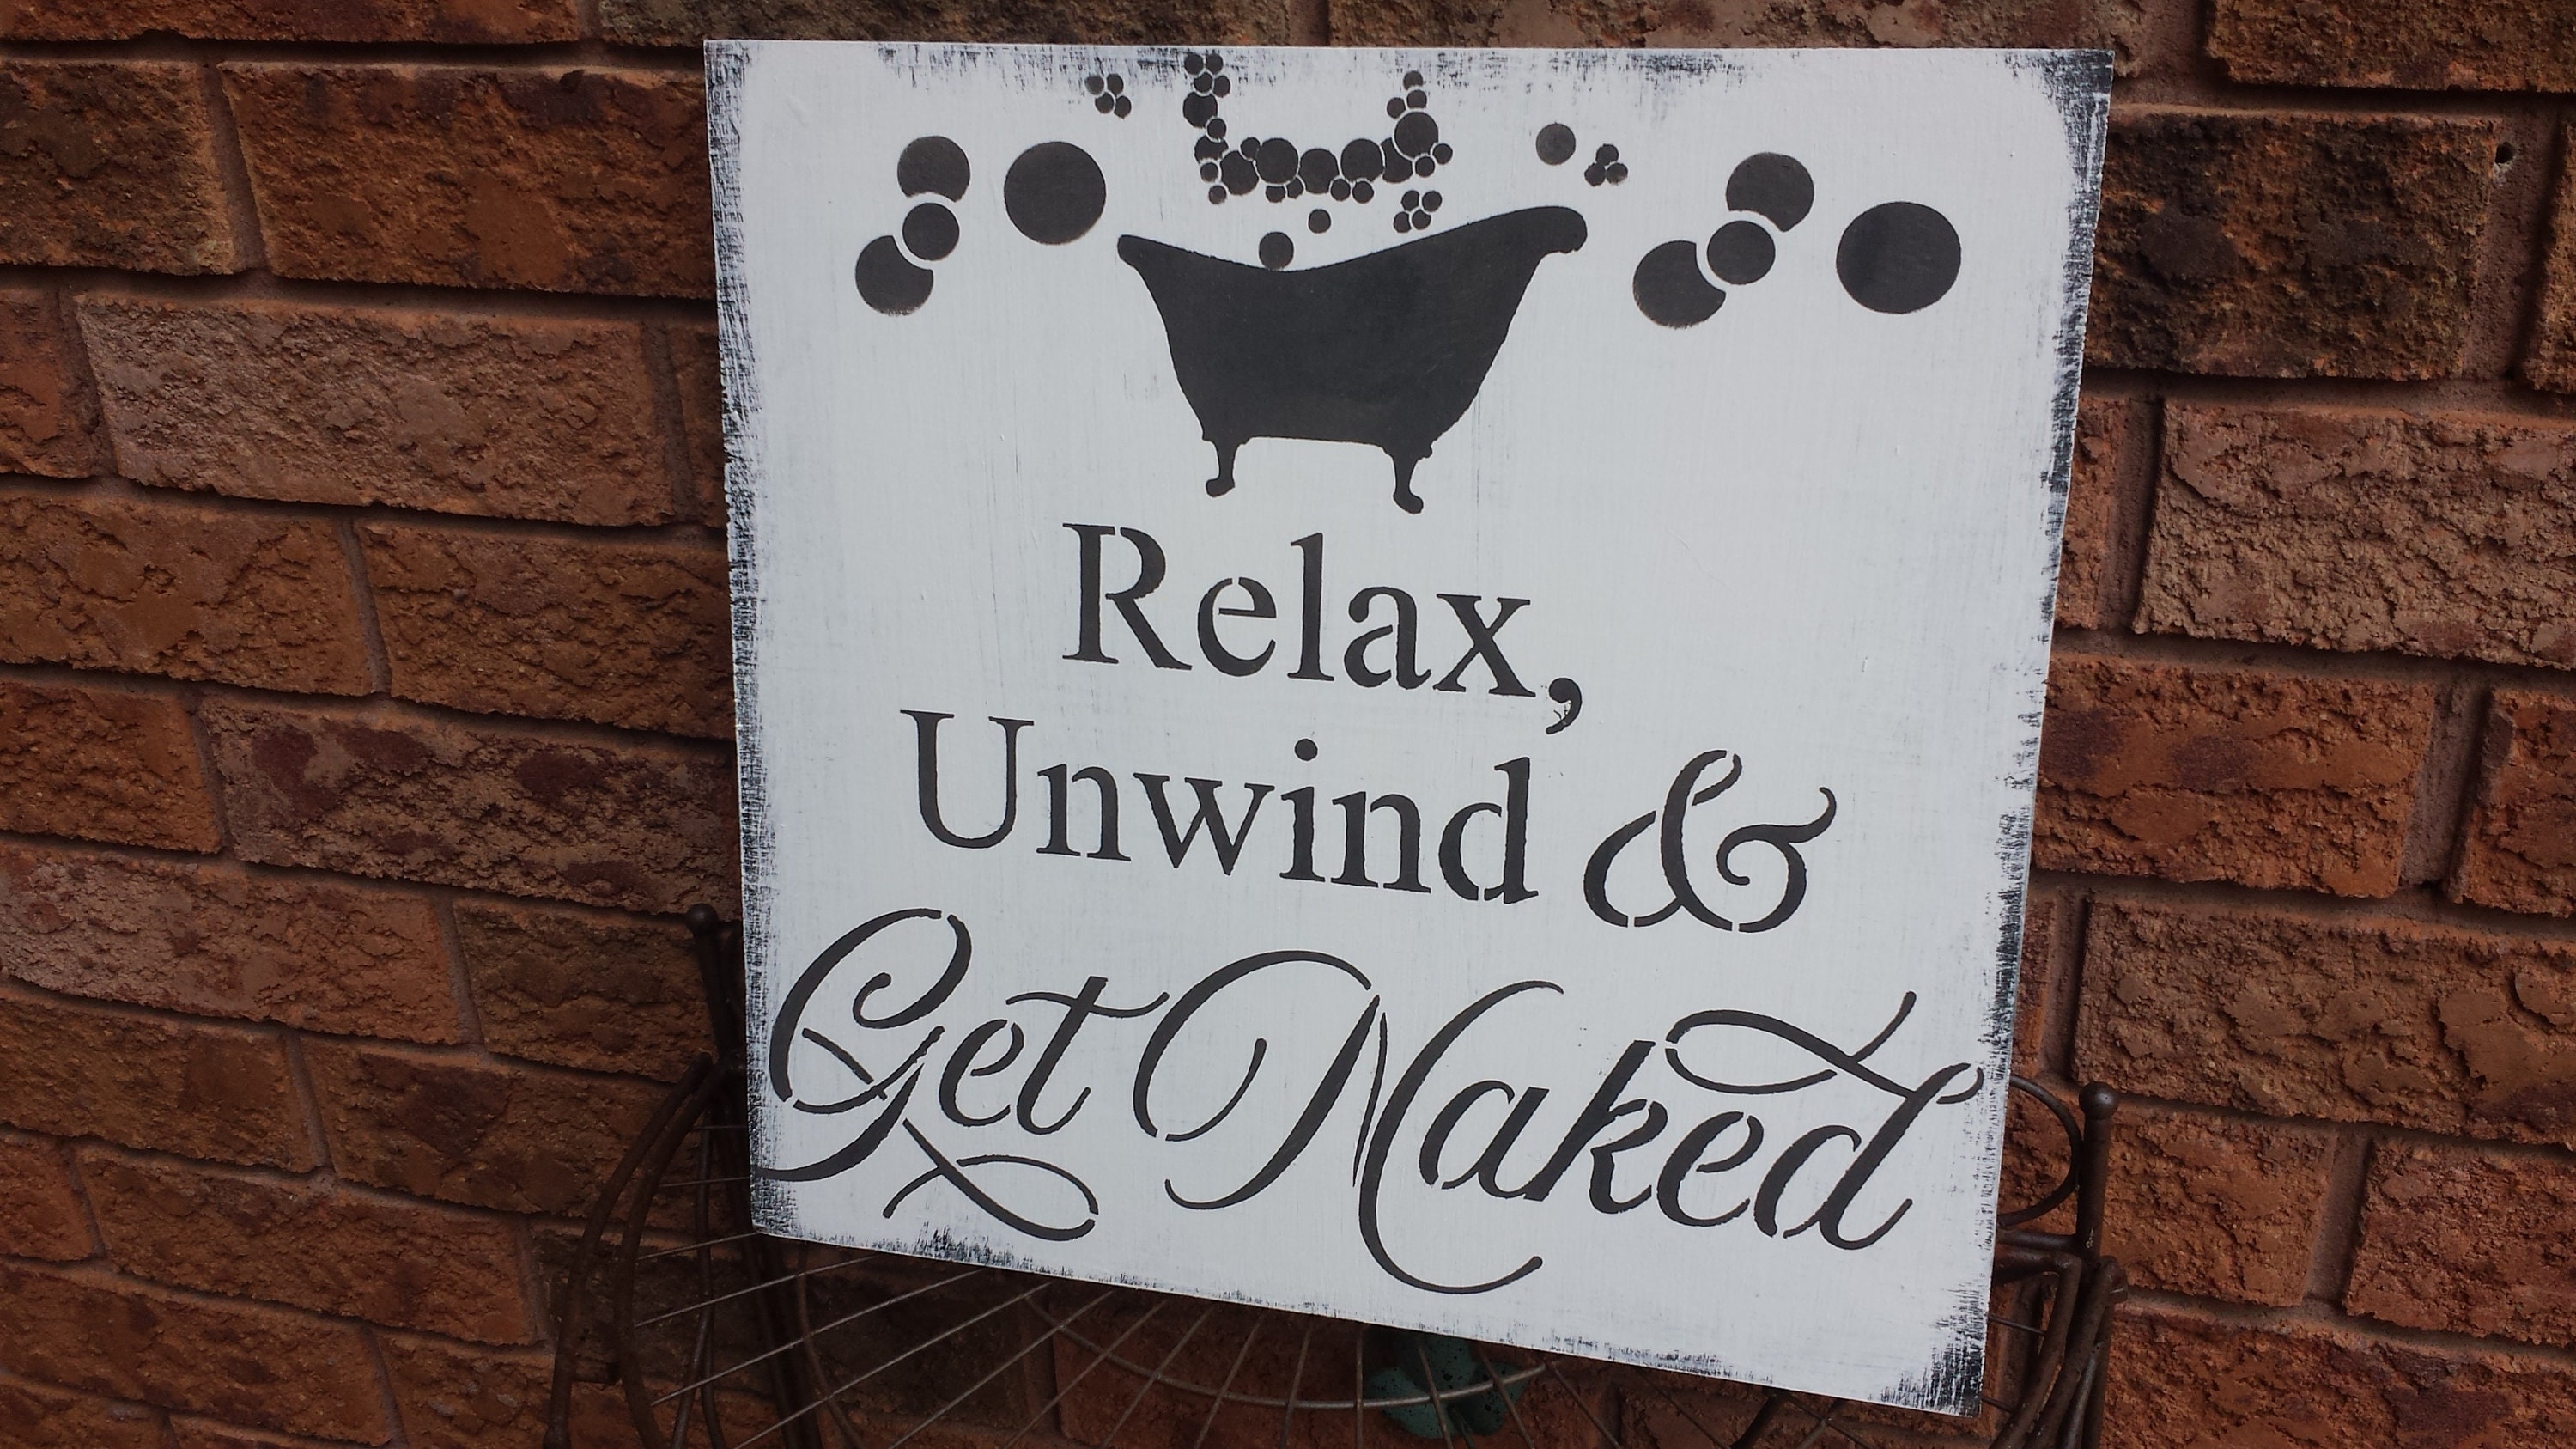 Relax,
Unwind &
Get Naked